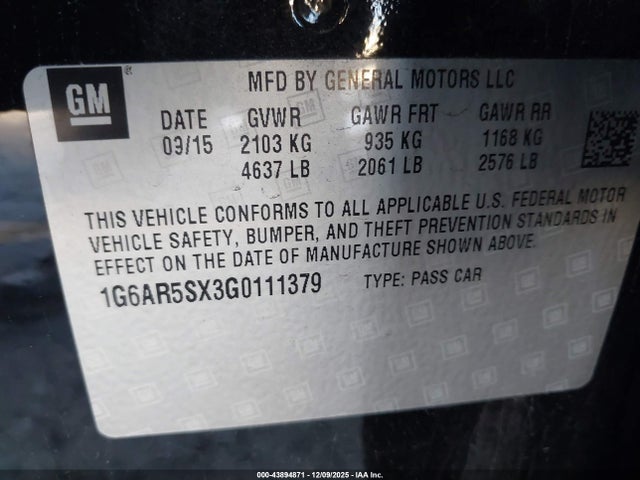 GM
MFD BY GENERAL MOTORS LLC
DATE GVWR GAWR FRT GAWR RR
09/15 2103 KG 935 KG 1168 KG
4637 LB 2061 LB 2576 LB
THIS VEHICLE CONFORMS TO ALL APPLICABLE U.S. FEDERAL MOTOR
VEHICLE SAFETY, BUMPER, AND THEFT PREVENTION STANDARDS IN
EFFECT ON THE DATE OF MANUFACTURE SHOWN ABOVE.
1G6AR5SX3G0111379 TYPE: PASS CAR
000-43894871 | 12/09/2025 | IAA Inc.